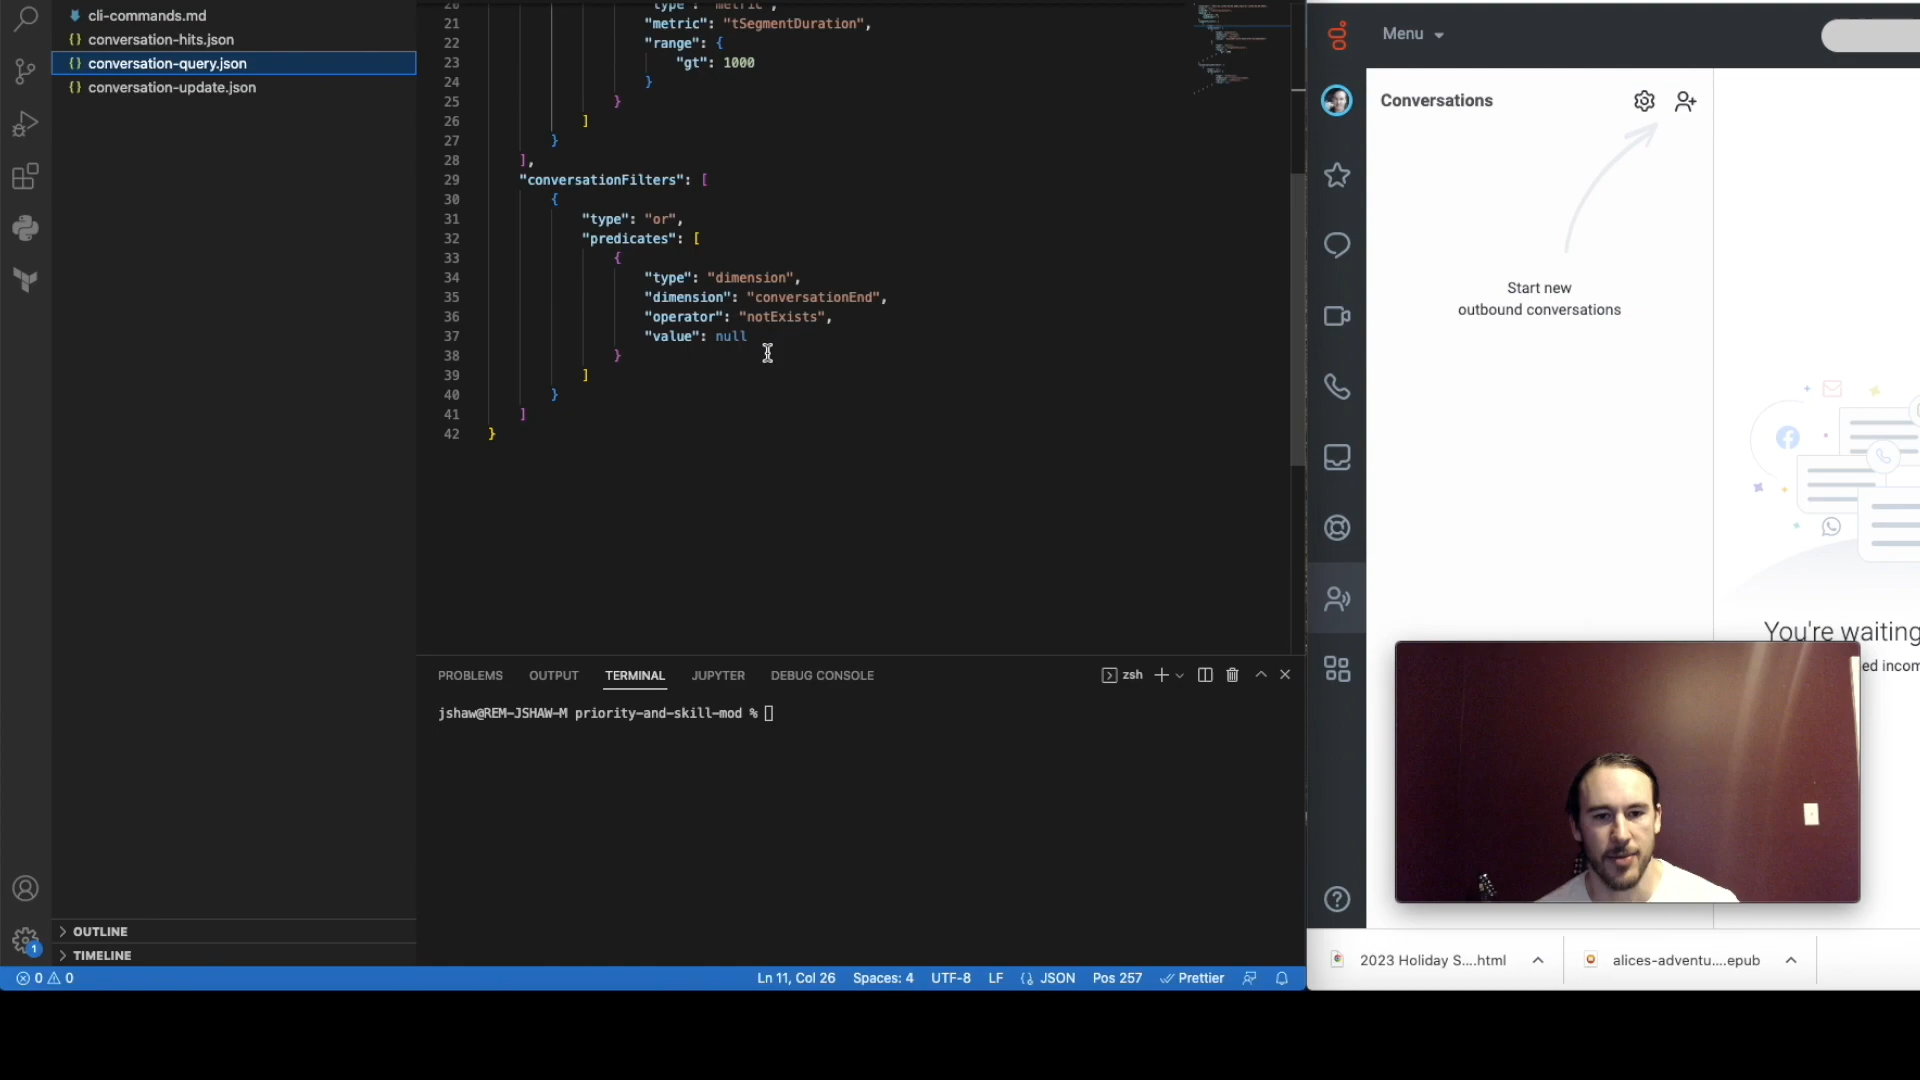 cli-commands.md
{} conversation-hits.json
{} conversation-query.json
{} conversation-update.json
20 "type": "metric",
21 "metric": "tSegmentDuration",
22 "range": {
23 "gt": 1000
24 }
25 }
26 ]
27 }
28 ],
29 "conversationFilters": [
30 {
31 "type": "or",
32 "predicates": [
33 {
34 "type": "dimension",
35 "dimension": "conversationEnd",
36 "operator": "notExists",
37 "value": null
38 }
39 ]
40 }
41 ]
42 }
PROBLEMS OUTPUT TERMINAL JUPYTER DEBUG CONSOLE
zsh
jshaw@REM-JSHAW-M priority-and-skill-mod %
OUTLINE
TIMELINE
1
0 0
Ln 11, Col 26 Spaces: 4 UTF-8 LF {} JSON Pos 257 Prettier
Menu
Conversations
Start new
outbound conversations
You're waiting
ed incom
2023 Holiday S....html
alices-adventu....epub